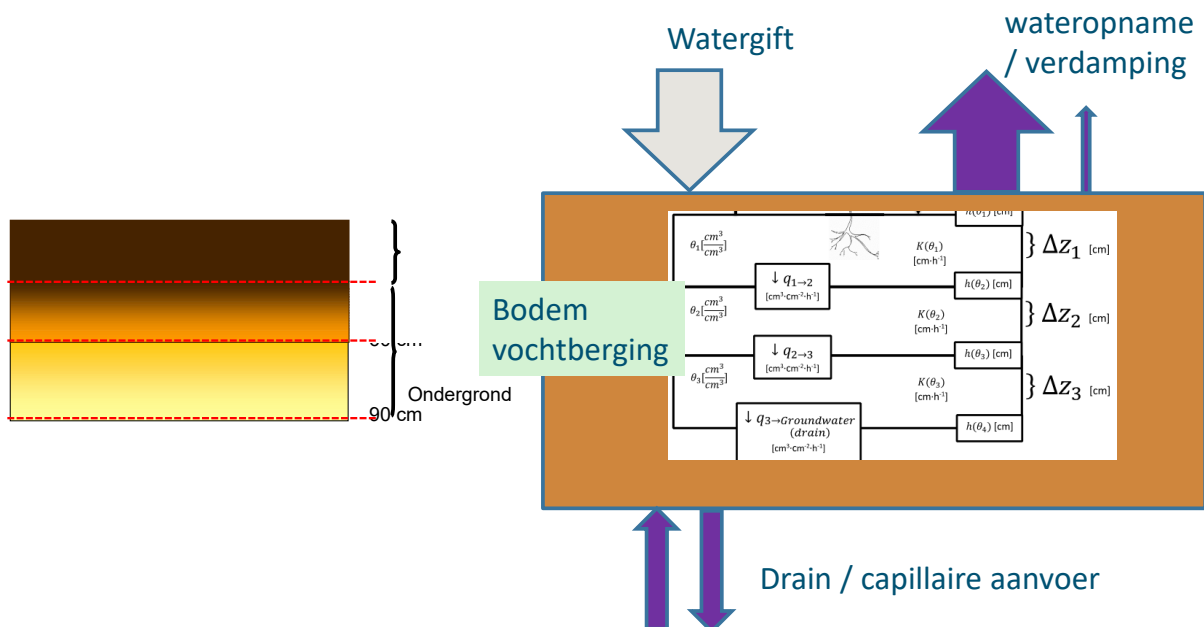 Watergift
wateropname
/ verdamping
Ondergrond
90 cm
Bodem
vochtberging
h(θ₁) [cm]
θ₁[cm³/cm³]
K(θ₁)
[cm·h⁻¹]
} Δz₁ [cm]
↓ q₁→₂
[cm³·cm⁻²·h⁻¹]
h(θ₂) [cm]
θ₂[cm³/cm³]
K(θ₂)
[cm·h⁻¹]
} Δz₂ [cm]
↓ q₂→₃
[cm³·cm⁻²·h⁻¹]
h(θ₃) [cm]
θ₃[cm³/cm³]
K(θ₃)
[cm·h⁻¹]
} Δz₃ [cm]
↓ q₃→Groundwater
(drain)
[cm³·cm⁻²·h⁻¹]
h(θ₄) [cm]
Drain / capillaire aanvoer